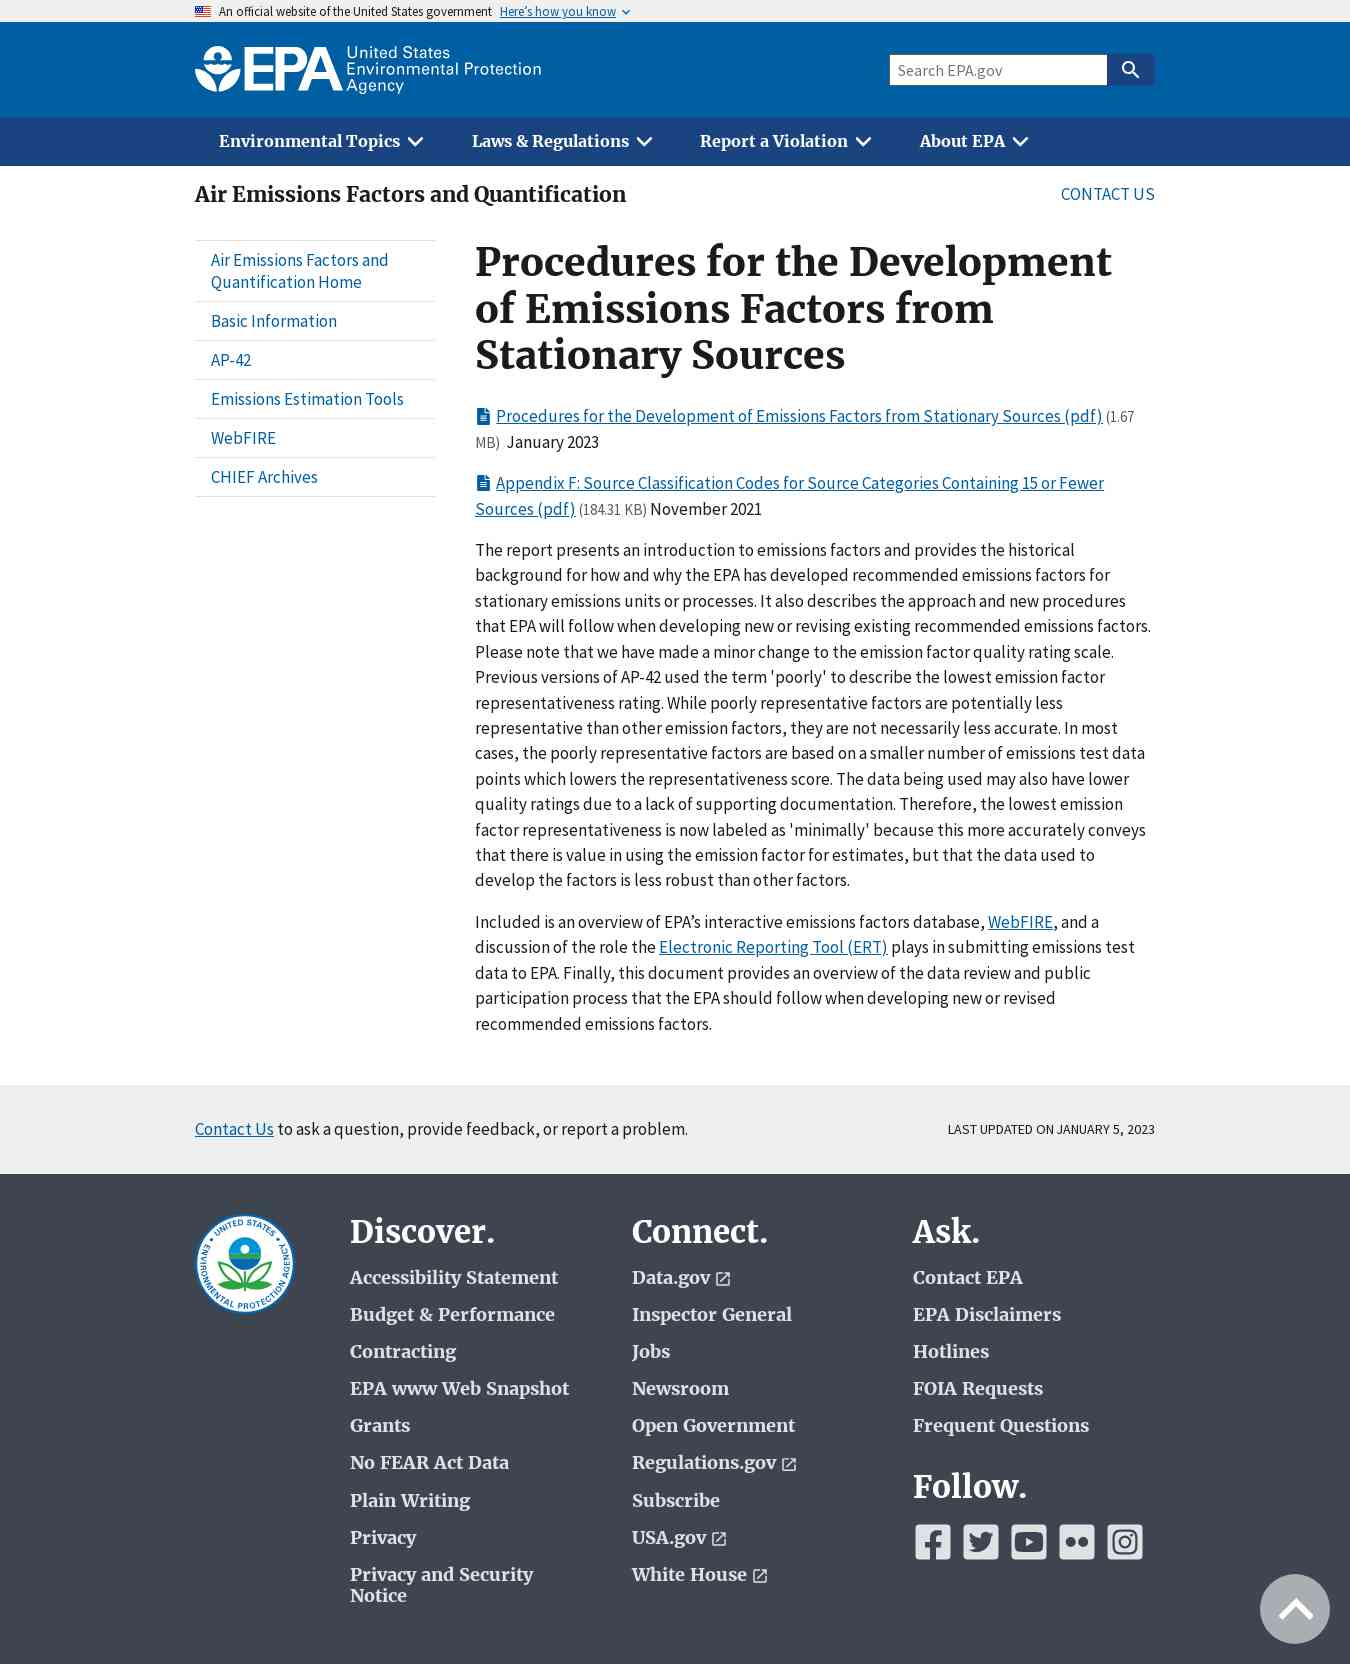 An official website of the United States government Here’s how you know
United States
Environmental Protection
Agency
EPA
Search EPA.gov
Environmental Topics
Laws & Regulations
Report a Violation
About EPA
Air Emissions Factors and Quantification
CONTACT US
Air Emissions Factors and
Quantification Home
Basic Information
AP-42
Emissions Estimation Tools
WebFIRE
CHIEF Archives
Procedures for the Development
of Emissions Factors from
Stationary Sources
Procedures for the Development of Emissions Factors from Stationary Sources (pdf) (1.67
MB) January 2023
Appendix F: Source Classification Codes for Source Categories Containing 15 or Fewer
Sources (pdf) (184.31 KB) November 2021
The report presents an introduction to emissions factors and provides the historical
background for how and why the EPA has developed recommended emissions factors for
stationary emissions units or processes. It also describes the approach and new procedures
that EPA will follow when developing new or revising existing recommended emissions factors.
Please note that we have made a minor change to the emission factor quality rating scale.
Previous versions of AP-42 used the term 'poorly' to describe the lowest emission factor
representativeness rating. While poorly representative factors are potentially less
representative than other emission factors, they are not necessarily less accurate. In most
cases, the poorly representative factors are based on a smaller number of emissions test data
points which lowers the representativeness score. The data being used may also have lower
quality ratings due to a lack of supporting documentation. Therefore, the lowest emission
factor representativeness is now labeled as 'minimally' because this more accurately conveys
that there is value in using the emission factor for estimates, but that the data used to
develop the factors is less robust than other factors.
Included is an overview of EPA’s interactive emissions factors database, WebFIRE, and a
discussion of the role the Electronic Reporting Tool (ERT) plays in submitting emissions test
data to EPA. Finally, this document provides an overview of the data review and public
participation process that the EPA should follow when developing new or revised
recommended emissions factors.
Contact Us to ask a question, provide feedback, or report a problem.
LAST UPDATED ON JANUARY 5, 2023
UNITED STATES
ENVIRONMENTAL PROTECTION AGENCY
Discover.
Accessibility Statement
Budget & Performance
Contracting
EPA www Web Snapshot
Grants
No FEAR Act Data
Plain Writing
Privacy
Privacy and Security
Notice
Connect.
Data.gov
Inspector General
Jobs
Newsroom
Open Government
Regulations.gov
Subscribe
USA.gov
White House
Ask.
Contact EPA
EPA Disclaimers
Hotlines
FOIA Requests
Frequent Questions
Follow.